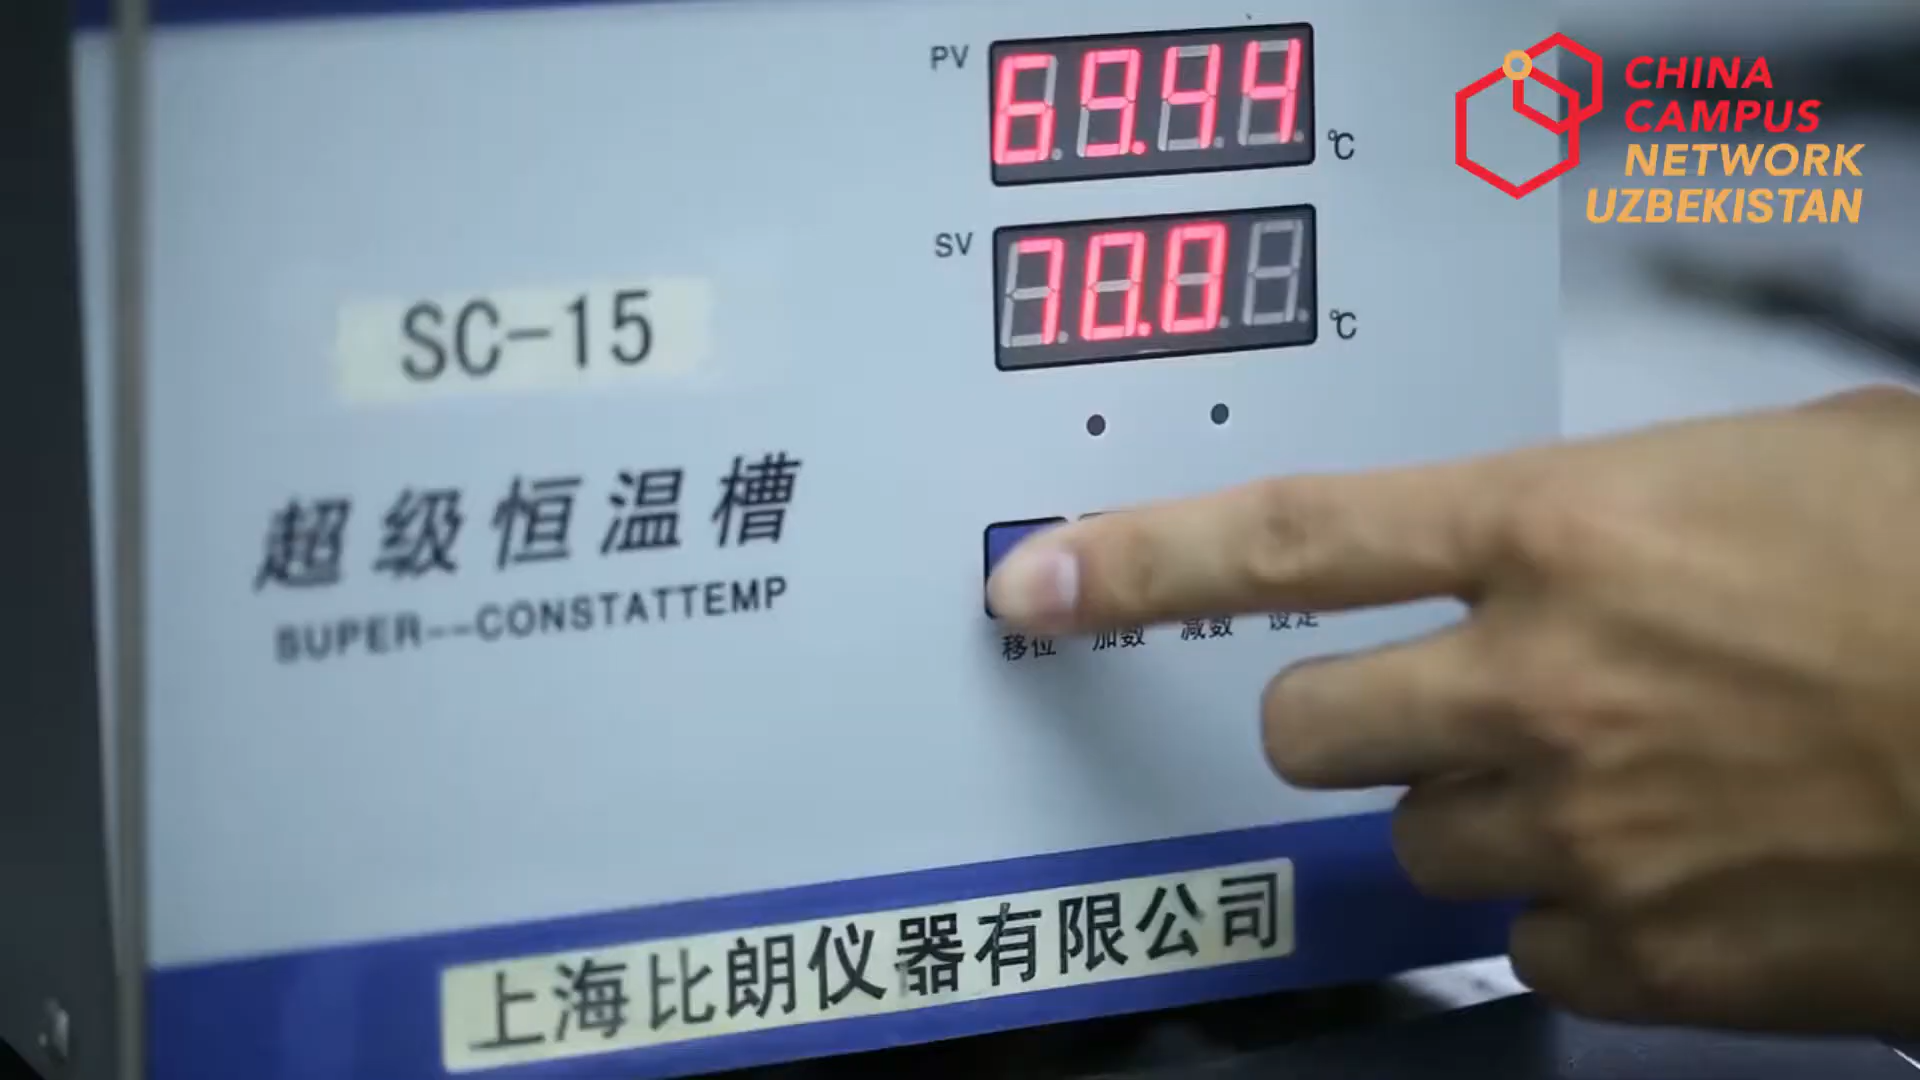 PV 69.44 °C
SV 70.0 °C
SC-15
超级恒温槽
SUPER--CONSTATTEMP
移位 加数 减数 设定
上海比朗仪器有限公司
CHINA
CAMPUS
NETWORK
UZBEKISTAN